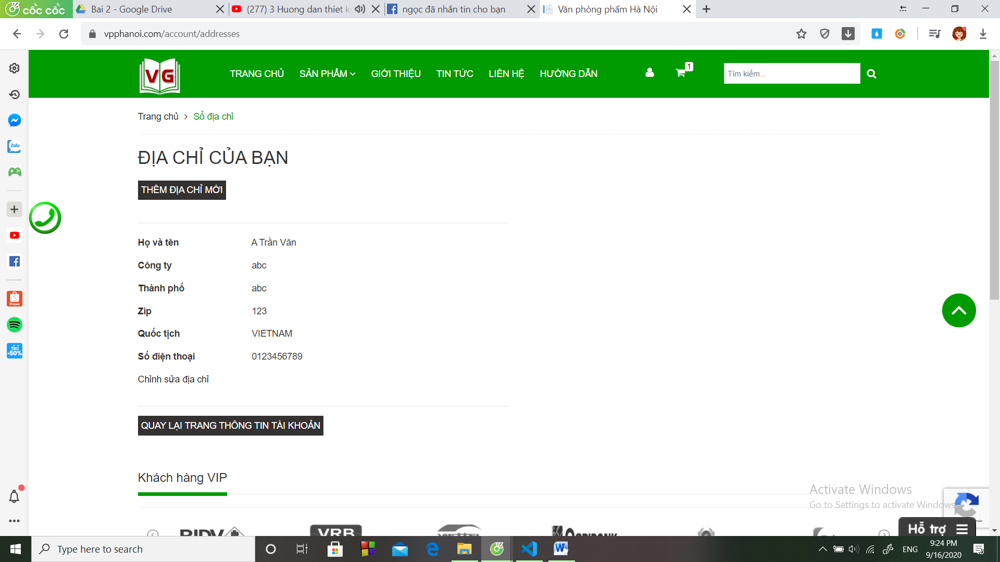 cốc cốc
Bai 2 - Google Drive
(277) 3 Huong dan thiet k
ngọc đã nhắn tin cho bạn
Văn phòng phẩm Hà Nội
vpphanoi.com/account/addresses
VG
TRANG CHỦ
SẢN PHẨM
GIỚI THIỆU
TIN TỨC
LIÊN HỆ
HƯỚNG DẪN
1
Tìm kiếm...
Zalo
Trang chủ > Sổ địa chỉ
ĐỊA CHỈ CỦA BẠN
THÊM ĐỊA CHỈ MỚI
Họ và tên A Trần Văn
Công ty abc
Thành phố abc
Zip 123
Quốc tịch VIETNAM
Số điện thoại 0123456789
Chỉnh sửa địa chỉ
QUAY LẠI TRANG THÔNG TIN TÀI KHOẢN
Shopee
TIKI
-50%
Khách hàng VIP
Activate Windows
Go to Settings to activate Windows
BIDV
VRB
Hỗ trợ
Type here to search
ENG
9:24 PM
9/16/2020